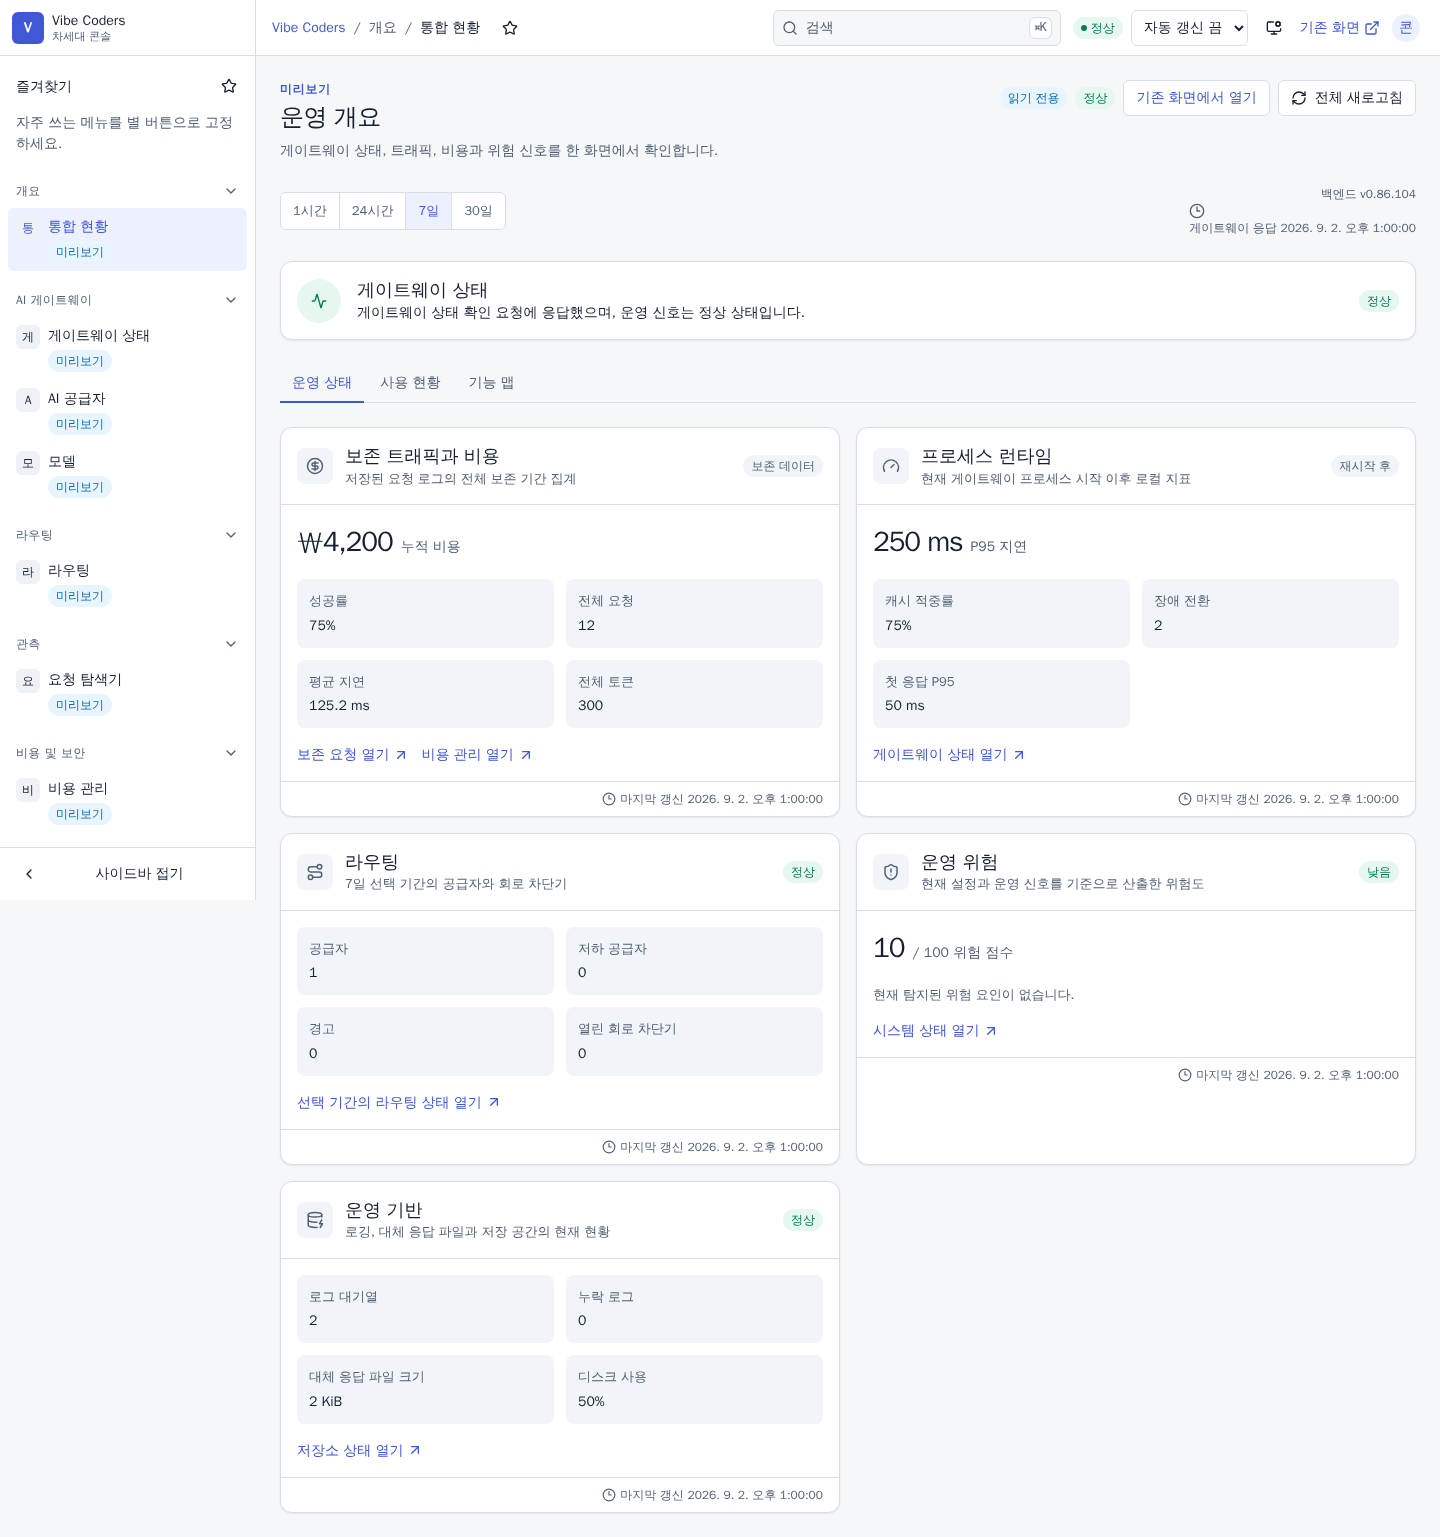 V
Vibe Coders
차세대 콘솔
Vibe Coders / 개요 / 통합 현황
검색
⌘K
정상
자동 갱신 끔
기존 화면
콘
즐겨찾기
자주 쓰는 메뉴를 별 버튼으로 고정
하세요.
개요
통 통합 현황
미리보기
AI 게이트웨이
게 게이트웨이 상태
미리보기
A AI 공급자
미리보기
모 모델
미리보기
라우팅
라 라우팅
미리보기
관측
요 요청 탐색기
미리보기
비용 및 보안
비 비용 관리
미리보기
사이드바 접기
미리보기
운영 개요
게이트웨이 상태, 트래픽, 비용과 위험 신호를 한 화면에서 확인합니다.
읽기 전용
정상
기존 화면에서 열기
전체 새로고침
1시간
24시간
7일
30일
백엔드 v0.86.104
게이트웨이 응답 2026. 9. 2. 오후 1:00:00
게이트웨이 상태
게이트웨이 상태 확인 요청에 응답했으며, 운영 신호는 정상 상태입니다.
정상
운영 상태
사용 현황
기능 맵
보존 트래픽과 비용
저장된 요청 로그의 전체 보존 기간 집계
보존 데이터
₩4,200 누적 비용
성공률
75%
전체 요청
12
평균 지연
125.2 ms
전체 토큰
300
보존 요청 열기
비용 관리 열기
마지막 갱신 2026. 9. 2. 오후 1:00:00
프로세스 런타임
현재 게이트웨이 프로세스 시작 이후 로컬 지표
재시작 후
250 ms P95 지연
캐시 적중률
75%
장애 전환
2
첫 응답 P95
50 ms
게이트웨이 상태 열기
마지막 갱신 2026. 9. 2. 오후 1:00:00
라우팅
7일 선택 기간의 공급자와 회로 차단기
정상
공급자
1
저하 공급자
0
경고
0
열린 회로 차단기
0
선택 기간의 라우팅 상태 열기
마지막 갱신 2026. 9. 2. 오후 1:00:00
운영 위험
현재 설정과 운영 신호를 기준으로 산출한 위험도
낮음
10 / 100 위험 점수
현재 탐지된 위험 요인이 없습니다.
시스템 상태 열기
마지막 갱신 2026. 9. 2. 오후 1:00:00
운영 기반
로깅, 대체 응답 파일과 저장 공간의 현재 현황
정상
로그 대기열
2
누락 로그
0
대체 응답 파일 크기
2 KiB
디스크 사용
50%
저장소 상태 열기
마지막 갱신 2026. 9. 2. 오후 1:00:00